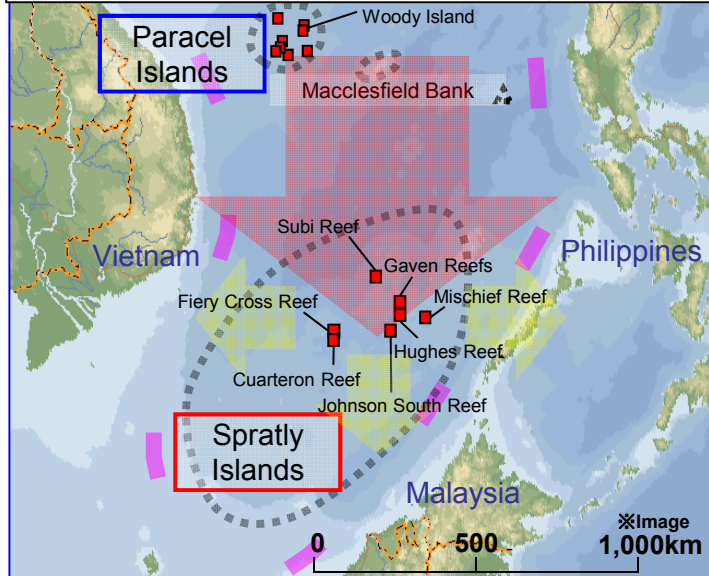 Woody Island
Paracel
Islands
Macclesfield Bank
Subi Reef
Vietnam
Philippines
Gaven Reefs
Fiery Cross Reef
Mischief Reef
Hughes Reef
Cuarteron Reef
Johnson South Reef
Spratly
Islands
Malaysia
※Image
0
500
1,000km